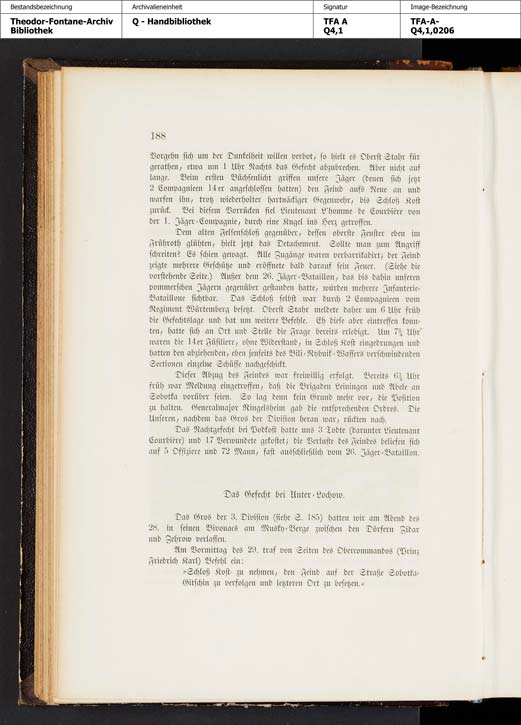 Bestandsbezeichnung
Archivalieneinheit
Signatur
Image-Bezeichnung
Theodor-Fontane-Archiv
Bibliothek
Q - Handbibliothek
TFA A
Q4,1
TFA-A-
Q4,1,0206
188
Vorgehn sich um der Dunkelheit willen verbot, so hielt es Oberst Stahr für
gerathen, etwa um 1 Uhr Nachts das Gefecht abzubrechen. Aber nicht auf
lange. Beim ersten Büchsenlicht griffen unsere Jäger (denen sich jetzt
2 Compagnieen 14er angeschlossen hatten) den Feind aufs Neue an und
warfen ihn, trotz wiederholter hartnäckiger Gegenwehr, bis Schloß Kost
zurück. Bei diesem Vorrücken fiel Lieutenant L'homme de Courbière von
der 1. Jäger-Compagnie, durch eine Kugel ins Herz getroffen.
Dem alten Felsenschloß gegenüber, dessen oberste Fenster eben im
Frühroth glühten, hielt jetzt das Detachement. Sollte man zum Angriff
schreiten? Es schien gewagt. Alle Zugänge waren verbarrikadirt; der Feind
zeigte mehrere Geschütze und eröffnete bald darauf sein Feuer. (Siehe die
vorstehende Seite.) Außer dem 26. Jäger-Bataillon, das bis dahin unseren
pommerschen Jägern gegenüber gestanden hatte, wurden mehrere Infanterie-
Bataillone sichtbar. Das Schloß selbst war durch 2 Compagnieen vom
Regiment Würtemberg besetzt. Oberst Stahr meldete daher um 6 Uhr früh
die Gefechtslage und bat um weitere Befehle. Eh diese aber eintreffen konn-
ten, hatte sich an Ort und Stelle die Frage bereits erledigt. Um 7¾ Uhr
waren die 14er Füsiliere, ohne Widerstand, in Schloß Kost eingedrungen und
hatten den abziehenden, eben jenseits des Bili-Rybnik-Wassers verschwindenden
Sectionen einzelne Schüsse nachgeschickt.
Dieser Abzug des Feindes war freiwillig erfolgt. Bereits 6¾ Uhr
früh war Meldung eingetroffen, daß die Brigaden Leiningen und Abele an
Sobotka vorüber seien. So lag denn kein Grund mehr vor, die Position
zu halten. Generalmajor Ringelsheim gab die entsprechenden Ordres. Die
Unseren, nachdem das Gros der Division heran war, rückten nach.
Das Nachtgefecht bei Podkost hatte uns 3 Todte (darunter Lieutenant
Courbière) und 17 Verwundete gekostet; die Verluste des Feindes beliefen sich
auf 5 Offiziere und 72 Mann, fast ausschließlich vom 26. Jäger-Bataillon.
Das Gefecht bei Unter-Lochow.
Das Gros der 3. Division (siehe S. 185) hatten wir am Abend des
28. in seinen Bivouacs am Musky-Berge zwischen den Dörfern Zidar
und Zehrow verlassen.
Am Vormittag des 29. traf von Seiten des Obercommandos (Prinz
Friedrich Karl) Befehl ein:
»Schloß Kost zu nehmen, den Feind auf der Straße Sobotka-
Gitschin zu verfolgen und letzteren Ort zu besetzen.«